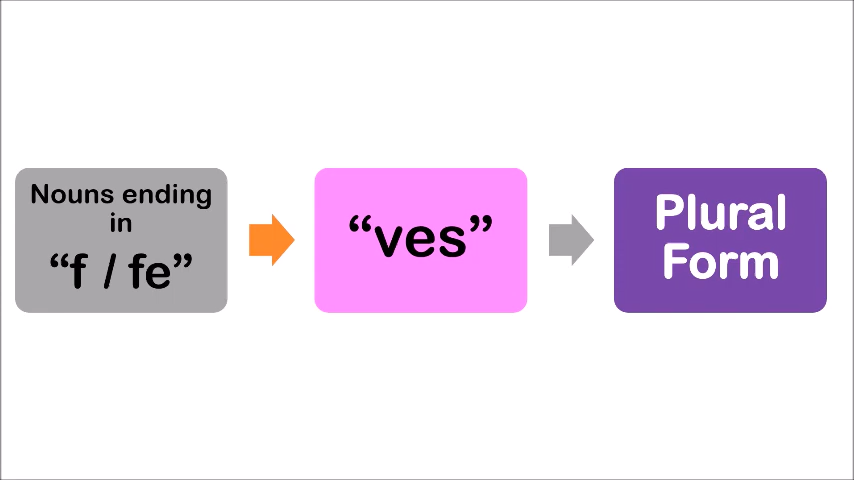 Nouns ending
in
“f / fe”
“ves”
Plural
Form